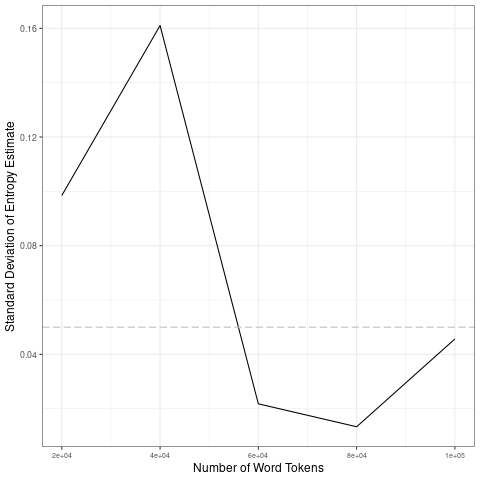 Standard Deviation of Entropy Estimate
0.16
0.12
0.08
0.04
2e+04 4e+04 6e+04 8e+04 1e+05
Number of Word Tokens